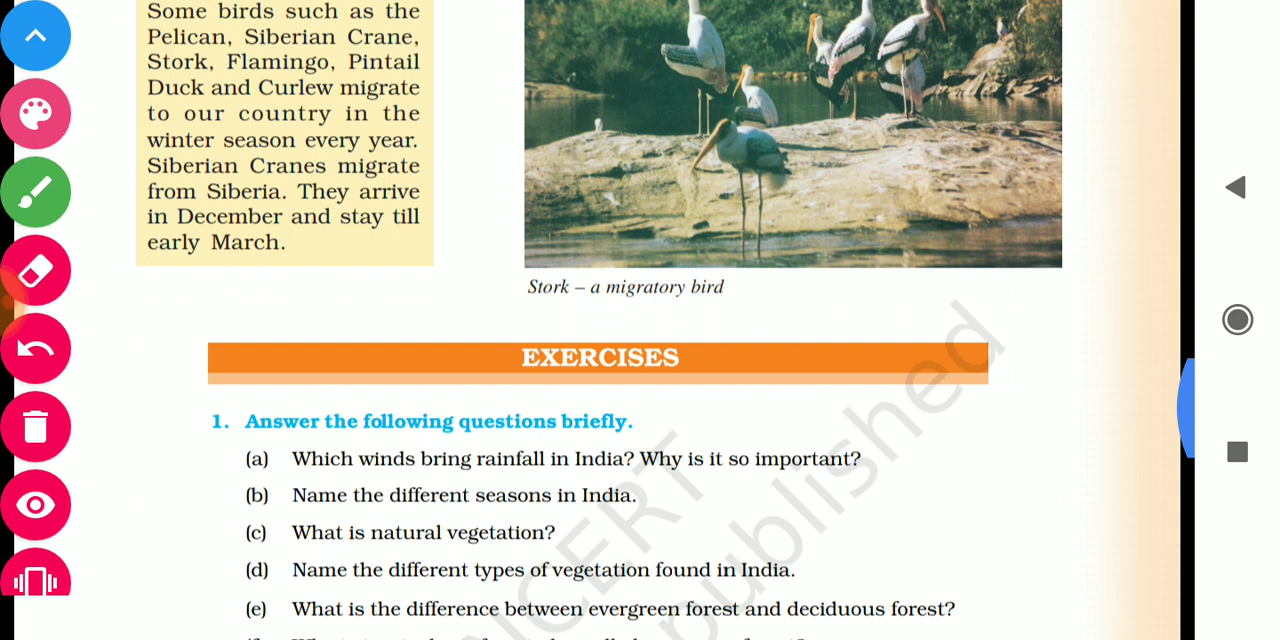 Some birds such as the
Pelican, Siberian Crane,
Stork, Flamingo, Pintail
Duck and Curlew migrate
to our country in the
winter season every year.
Siberian Cranes migrate
from Siberia. They arrive
in December and stay till
early March.
Stork – a migratory bird
EXERCISES
1. Answer the following questions briefly.
(a) Which winds bring rainfall in India? Why is it so important?
(b) Name the different seasons in India.
(c) What is natural vegetation?
(d) Name the different types of vegetation found in India.
(e) What is the difference between evergreen forest and deciduous forest?
NCERT
published